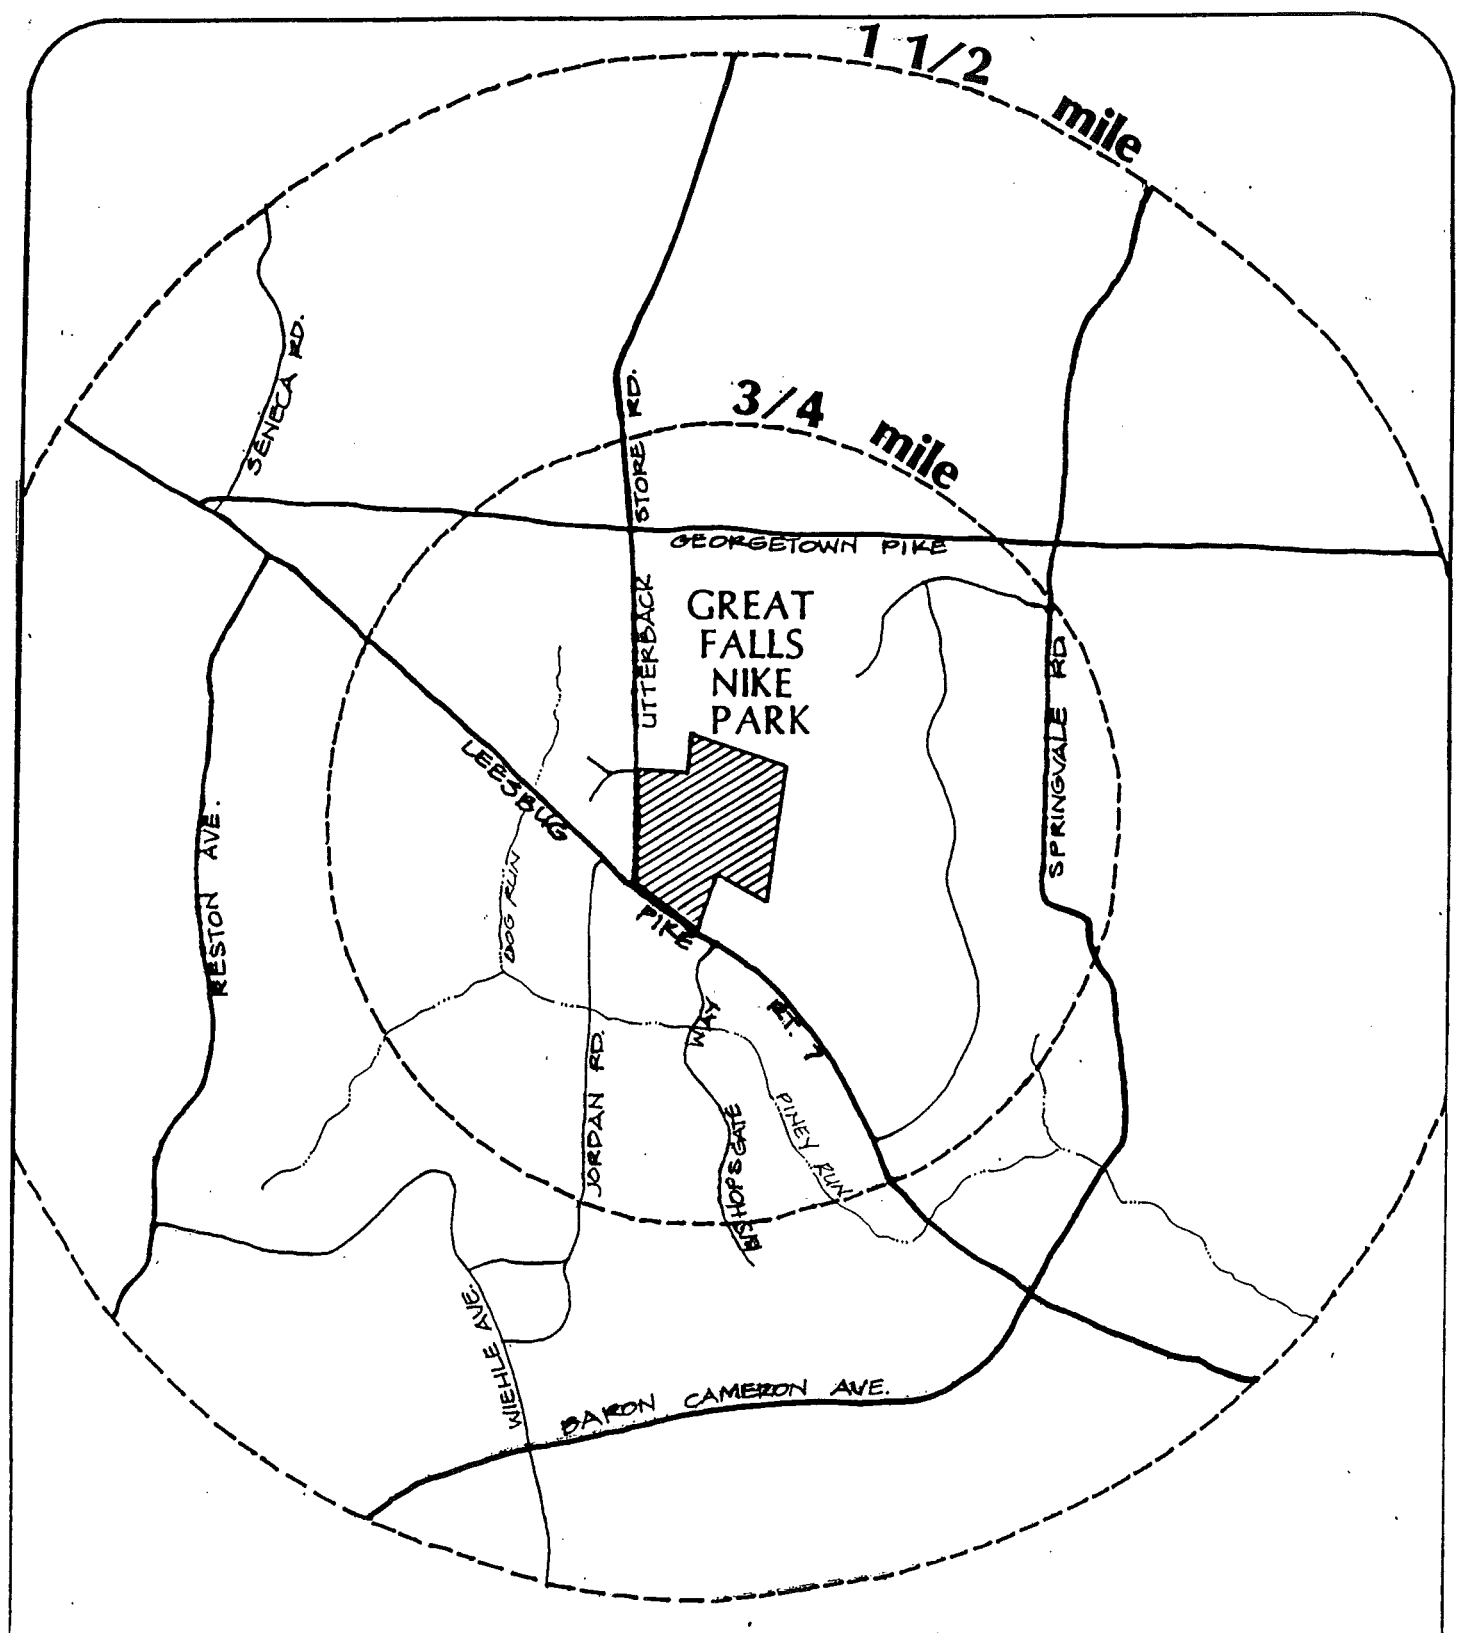 1 1/2
mile
SENECA RD.
3/4 mile
UTTERBACK STORE RD.
GEORGETOWN PIKE
GREAT
FALLS
NIKE
PARK
LEESBUG
PIKE
RT. 7
SPRINGVALE RD
RESTON AVE.
DOG RUN
JORDAN RD.
BISHOPSGATE WAY
PINEY RUN
WIEHLE AVE.
BARON CAMERON AVE.